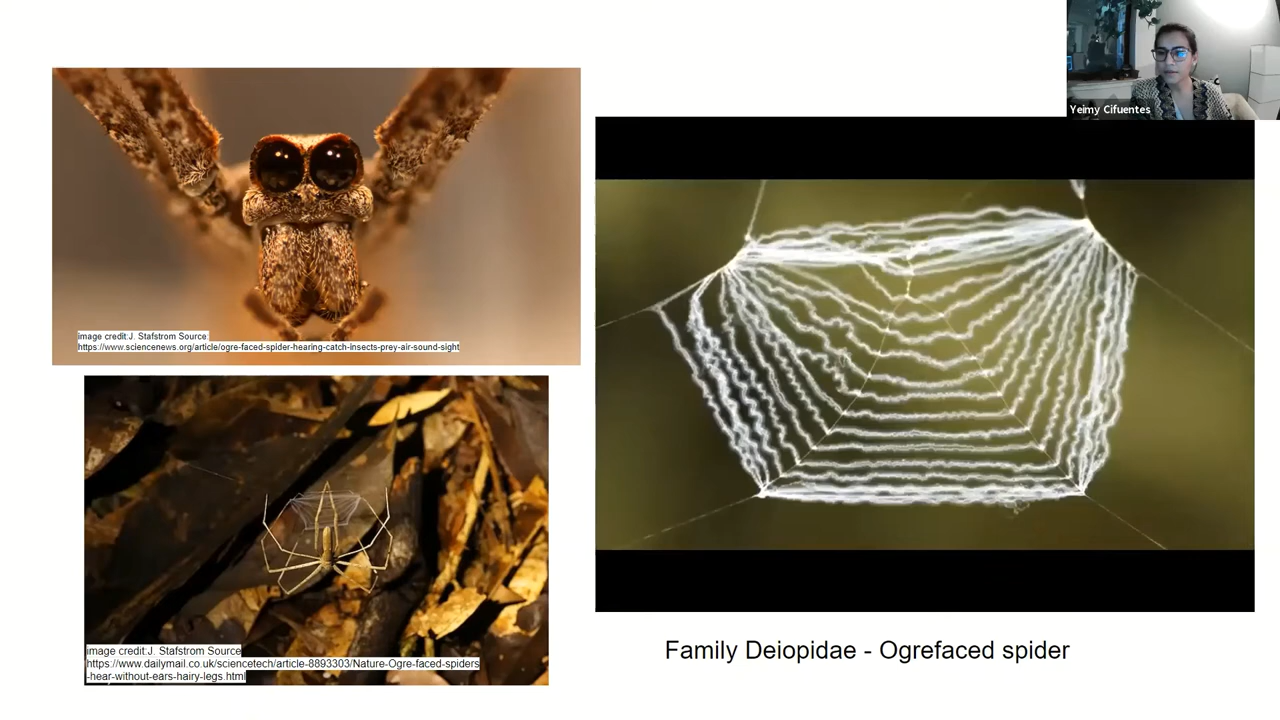 Yeimy Cifuentes
image credit:J. Stafstrom Source:
https://www.sciencenews.org/article/ogre-faced-spider-hearing-catch-insects-prey-air-sound-sight
image credit:J. Stafstrom Source
https://www.dailymail.co.uk/sciencetech/article-8893303/Nature-Ogre-faced-spiders
-hear-without-ears-hairy-legs.html
Family Deiopidae - Ogrefaced spider